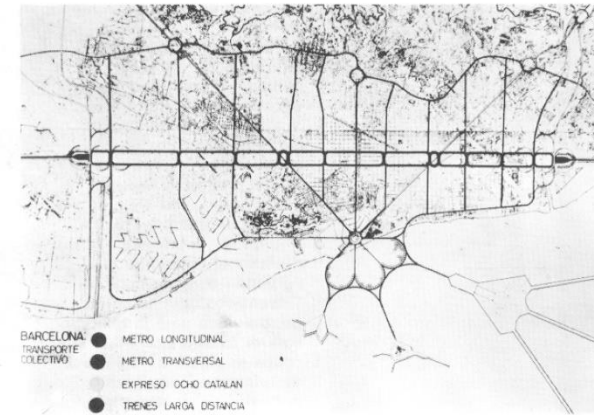 BARCELONA:
TRANSPORTE
COLECTIVO
METRO LONGITUDINAL
METRO TRANSVERSAL
EXPRESO OCHO CATALAN
TRENES LARGA DISTANCIA